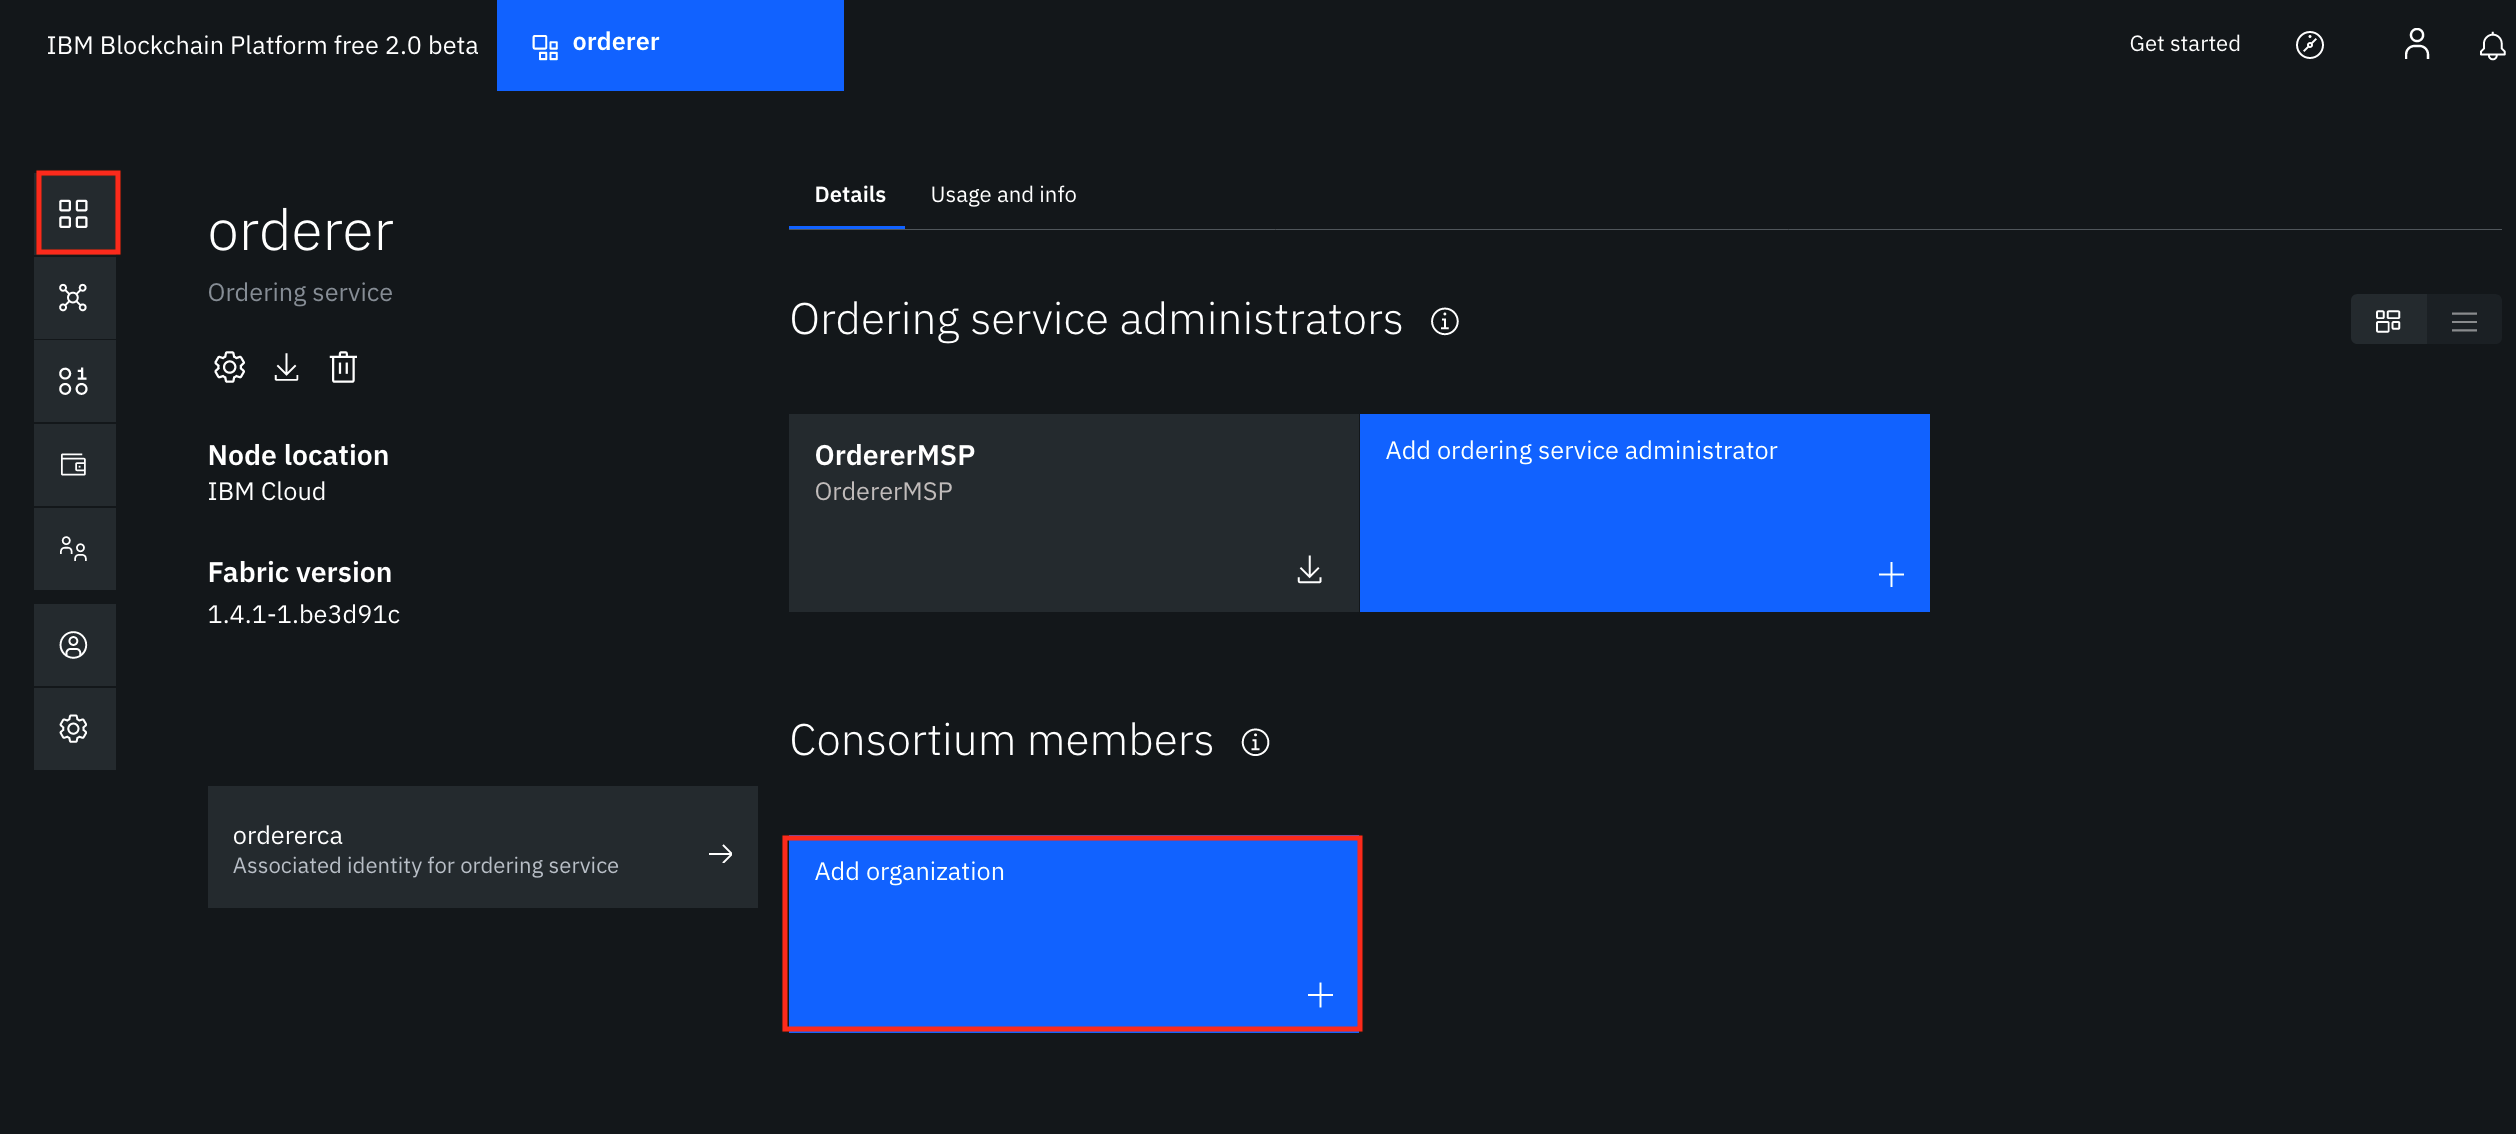 IBM Blockchain Platform free 2.0 beta
orderer
Get started
orderer
Ordering service
Node location
IBM Cloud
Fabric version
1.4.1-1.be3d91c
ordererca
Associated identity for ordering service
Details
Usage and info
Ordering service administrators
OrdererMSP
OrdererMSP
Add ordering service administrator
Consortium members
Add organization